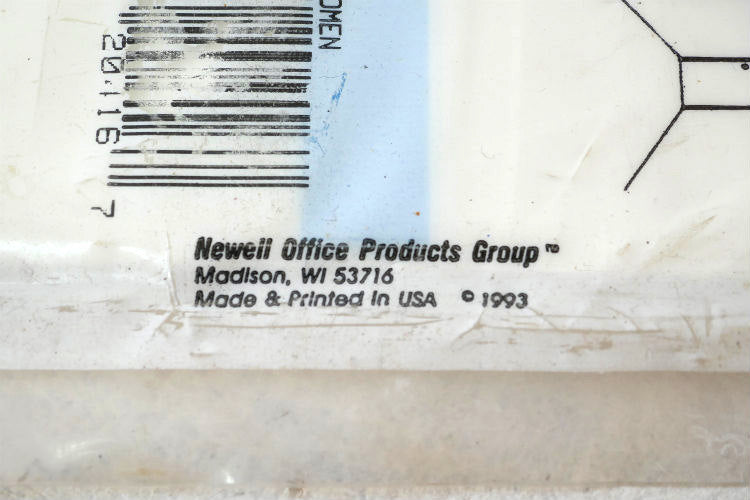 OMEN
20116
7
Newell Office Products Group™
Madison, WI 53716
Made & Printed in USA © 1993